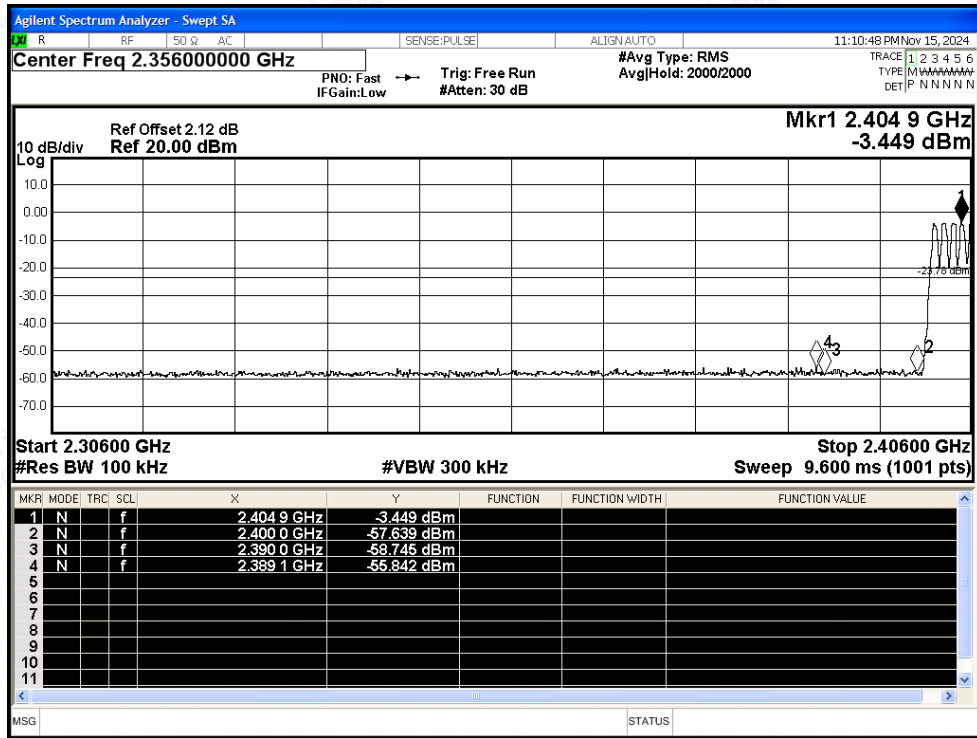 Agilent Spectrum Analyzer - Swept SA
LXI R RF 50 Ω AC SENSE:PULSE ALIGN AUTO 11:10:48 PM Nov 15, 2024
Center Freq 2.356000000 GHz
PNO: Fast
IFGain:Low
Trig: Free Run
#Atten: 30 dB
#Avg Type: RMS
Avg|Hold: 2000/2000
TRACE 1 2 3 4 5 6
TYPE M
DET P N N N N N
Ref Offset 2.12 dB
10 dB/div Ref 20.00 dBm
Log
Mkr1 2.404 9 GHz
-3.449 dBm
10.0
0.00
-10.0
-20.0
-30.0
-40.0
-50.0
-60.0
-70.0
1
-23.78 dBm
4
3
2
Start 2.30600 GHz Stop 2.40600 GHz
#Res BW 100 kHz #VBW 300 kHz Sweep 9.600 ms (1001 pts)
MKR MODE TRC SCL X Y FUNCTION FUNCTION WIDTH FUNCTION VALUE
1 N f 2.404 9 GHz -3.449 dBm
2 N f 2.400 0 GHz -57.639 dBm
3 N f 2.390 0 GHz -58.745 dBm
4 N f 2.389 1 GHz -55.842 dBm
5
6
7
8
9
10
11
MSG STATUS